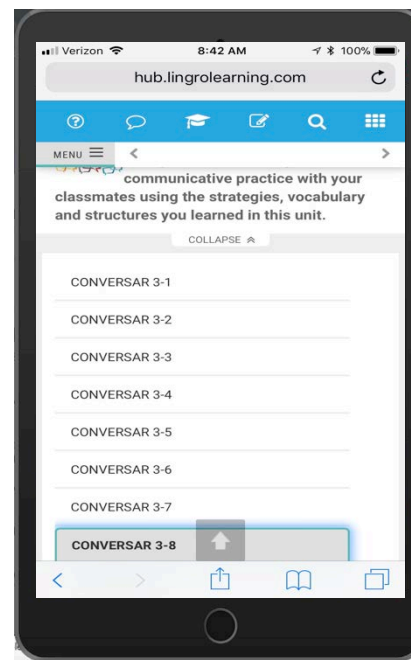 Verizon 8:42 AM 100%
hub.lingrolearning.com
MENU
communicative practice with your
classmates using the strategies, vocabulary
and structures you learned in this unit.
COLLAPSE
CONVERSAR 3-1
CONVERSAR 3-2
CONVERSAR 3-3
CONVERSAR 3-4
CONVERSAR 3-5
CONVERSAR 3-6
CONVERSAR 3-7
CONVERSAR 3-8